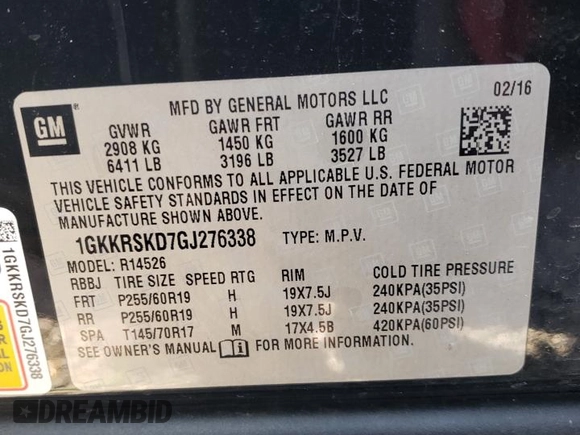 GM
MFD BY GENERAL MOTORS LLC 02/16
GVWR GAWR FRT GAWR RR
2908 KG 1450 KG 1600 KG
6411 LB 3196 LB 3527 LB
THIS VEHICLE CONFORMS TO ALL APPLICABLE U.S. FEDERAL MOTOR
VEHICLE SAFETY STANDARDS IN EFFECT ON THE DATE OF
MANUFACTURE SHOWN ABOVE.
1GKKRSKD7GJ276338 TYPE: M.P.V.
MODEL: R14526
RBBJ TIRE SIZE SPEED RTG RIM COLD TIRE PRESSURE
FRT P255/60R19 H 19X7.5J 240KPA(35PSI)
RR P255/60R19 H 19X7.5J 240KPA(35PSI)
SPA T145/70R17 M 17X4.5B 420KPA(60PSI)
SEE OWNER'S MANUAL FOR MORE INFORMATION.
1GKKRSKD7GJ276338
DREAMBID